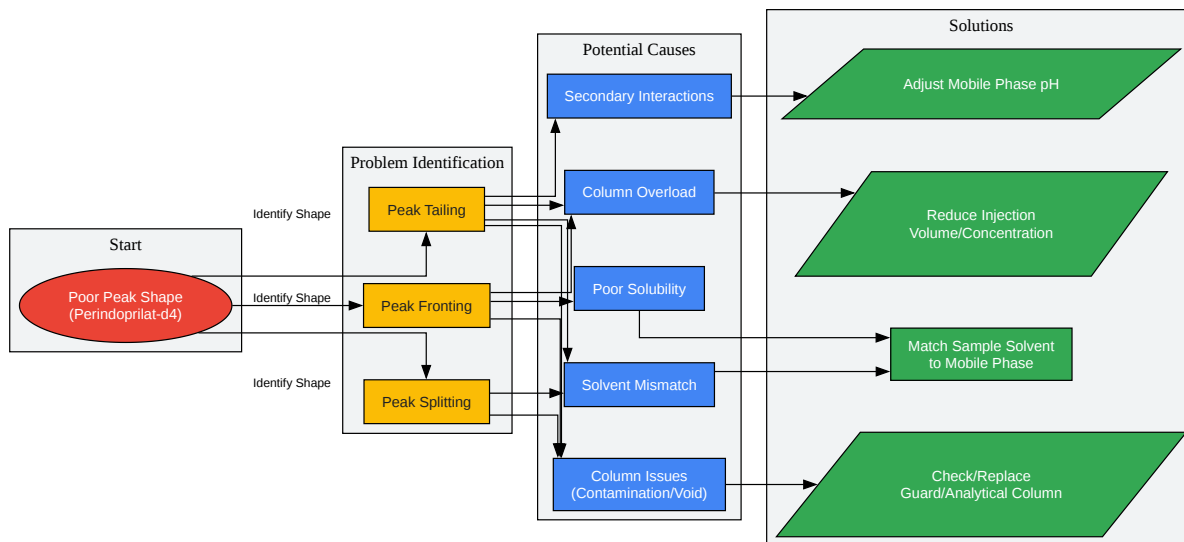 Start
Poor Peak Shape
(Perindoprilat-d4)
Identify Shape
Identify Shape
Identify Shape
Problem Identification
Peak Tailing
Peak Fronting
Peak Splitting
Potential Causes
Secondary Interactions
Column Overload
Poor Solubility
Solvent Mismatch
Column Issues
(Contamination/Void)
Solutions
Adjust Mobile Phase pH
Reduce Injection
Volume/Concentration
Match Sample Solvent
to Mobile Phase
Check/Replace
Guard/Analytical Column